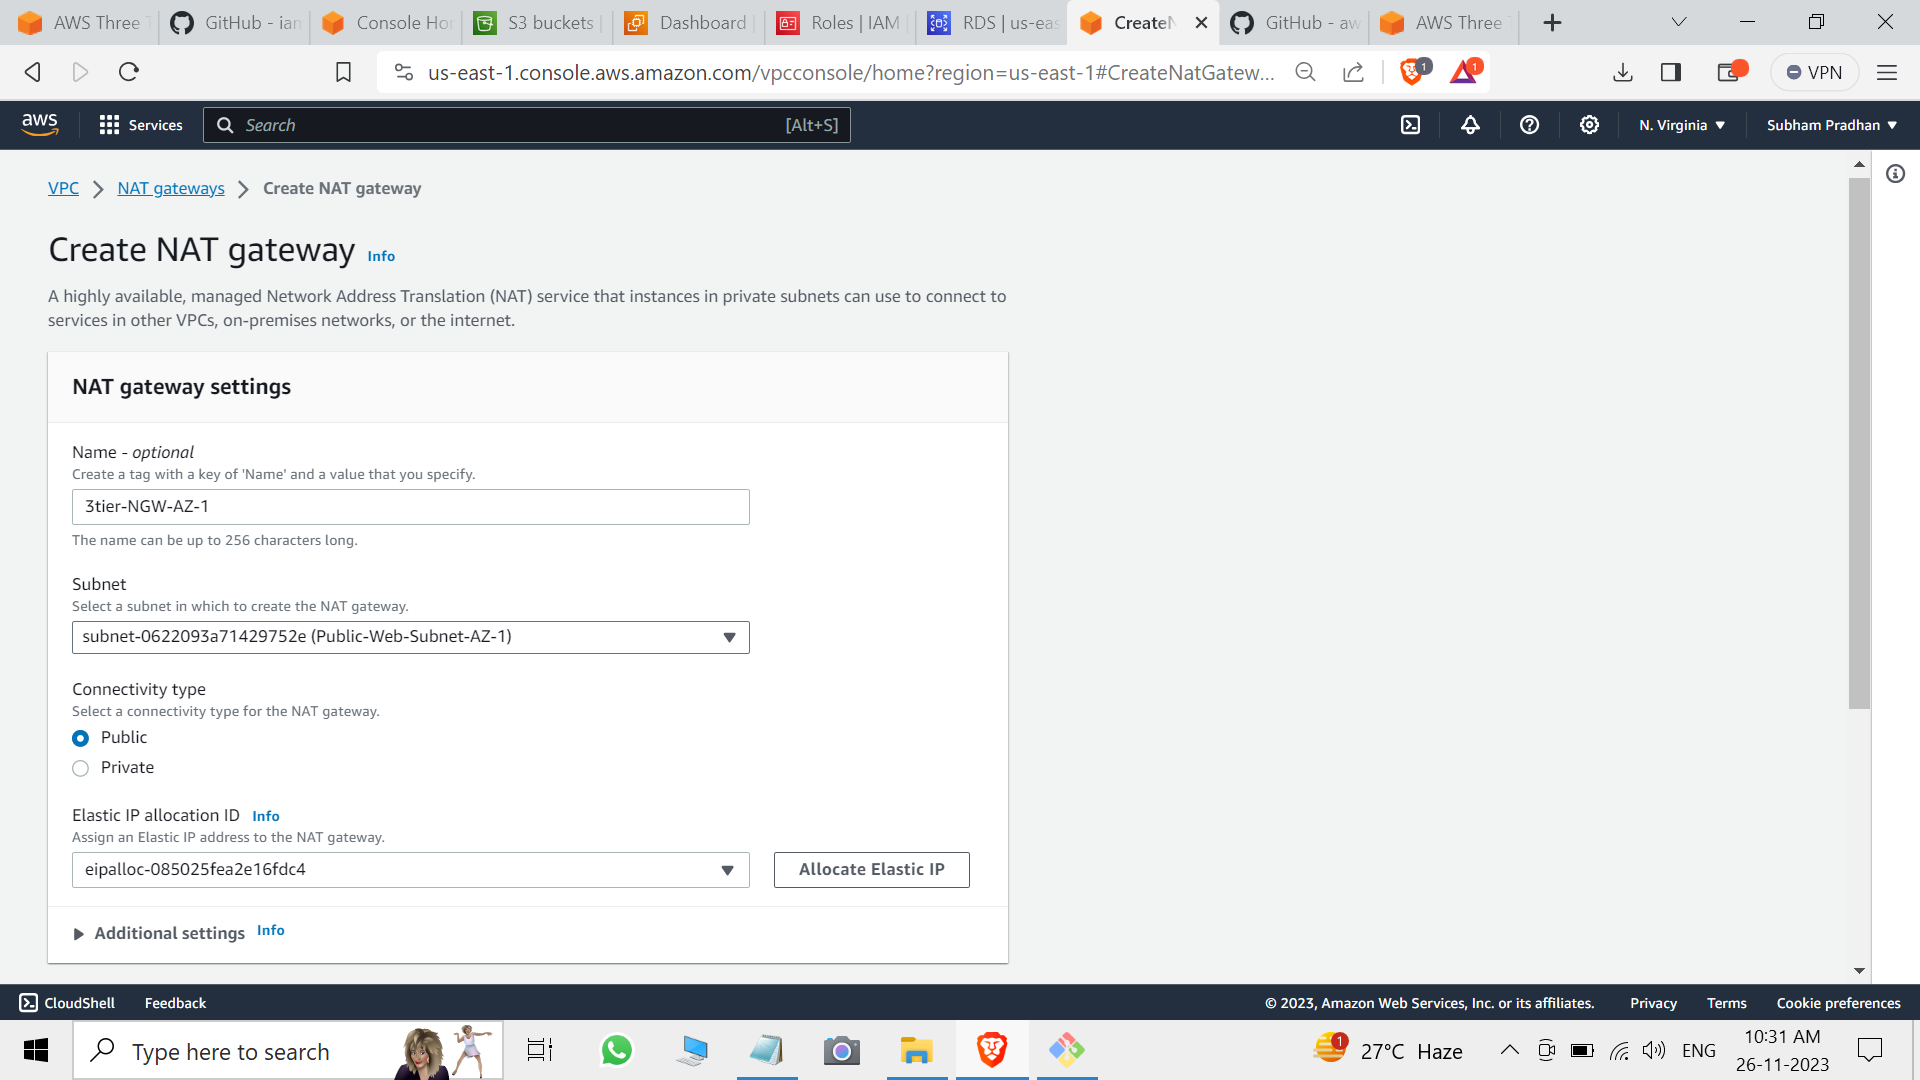 AWS Three T
GitHub - iam
Console Hor
S3 buckets |
Dashboard |
Roles | IAM |
RDS | us-eas
CreateN
GitHub - aw
AWS Three T
us-east-1.console.aws.amazon.com/vpcconsole/home?region=us-east-1#CreateNatGatew...
1
1
VPN
aws
Services
Search
[Alt+S]
N. Virginia
Subham Pradhan
VPC
NAT gateways
Create NAT gateway
Create NAT gateway Info
A highly available, managed Network Address Translation (NAT) service that instances in private subnets can use to connect to
services in other VPCs, on-premises networks, or the internet.
NAT gateway settings
Name - optional
Create a tag with a key of 'Name' and a value that you specify.
3tier-NGW-AZ-1
The name can be up to 256 characters long.
Subnet
Select a subnet in which to create the NAT gateway.
subnet-0622093a71429752e (Public-Web-Subnet-AZ-1)
Connectivity type
Select a connectivity type for the NAT gateway.
Public
Private
Elastic IP allocation ID Info
Assign an Elastic IP address to the NAT gateway.
eipalloc-085025fea2e16fdc4
Allocate Elastic IP
Additional settings Info
CloudShell
Feedback
© 2023, Amazon Web Services, Inc. or its affiliates.
Privacy
Terms
Cookie preferences
Type here to search
1
27°C Haze
ENG
10:31 AM
26-11-2023